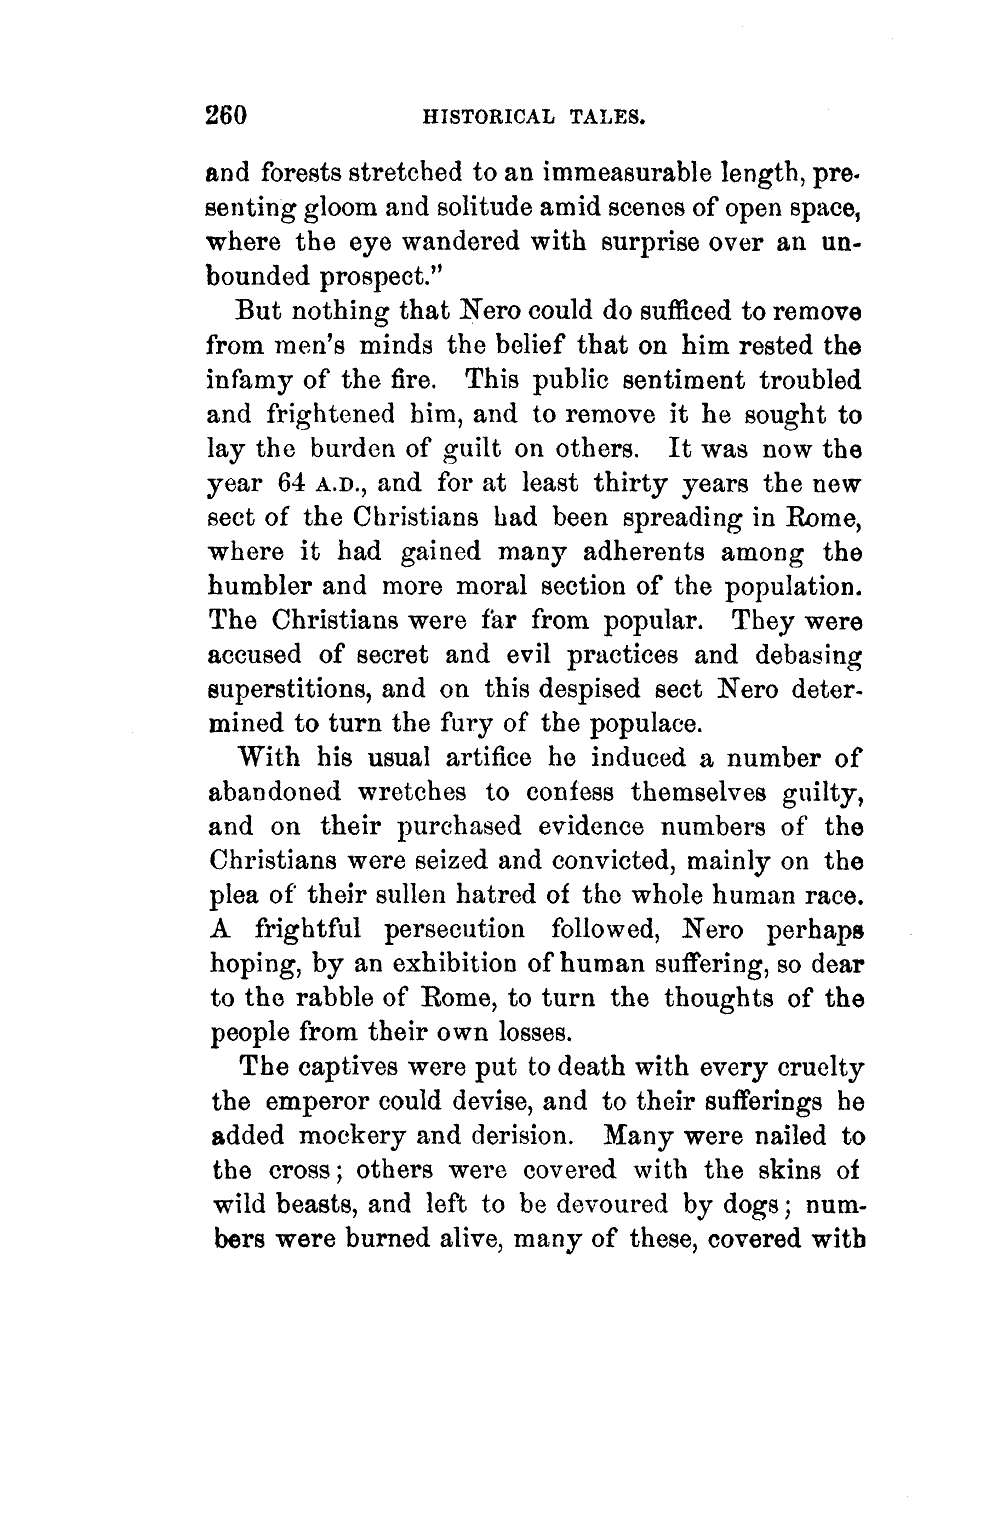 260 HISTORICAL TALES.
and forests stretched to an immeasurable length, pre-
senting gloom and solitude amid scenes of open space,
where the eye wandered with surprise over an un-
bounded prospect."
But nothing that Nero could do sufficed to remove
from men's minds the belief that on him rested the
infamy of the fire. This public sentiment troubled
and frightened him, and to remove it he sought to
lay the burden of guilt on others. It was now the
year 64 A.D., and for at least thirty years the new
sect of the Christians had been spreading in Rome,
where it had gained many adherents among the
humbler and more moral section of the population.
The Christians were far from popular. They were
accused of secret and evil practices and debasing
superstitions, and on this despised sect Nero deter-
mined to turn the fury of the populace.
With his usual artifice he induced a number of
abandoned wretches to confess themselves guilty,
and on their purchased evidence numbers of the
Christians were seized and convicted, mainly on the
plea of their sullen hatred of the whole human race.
A frightful persecution followed, Nero perhaps
hoping, by an exhibition of human suffering, so dear
to the rabble of Rome, to turn the thoughts of the
people from their own losses.
The captives were put to death with every cruelty
the emperor could devise, and to their sufferings he
added mockery and derision. Many were nailed to
the cross; others were covered with the skins of
wild beasts, and left to be devoured by dogs; num-
bers were burned alive, many of these, covered with